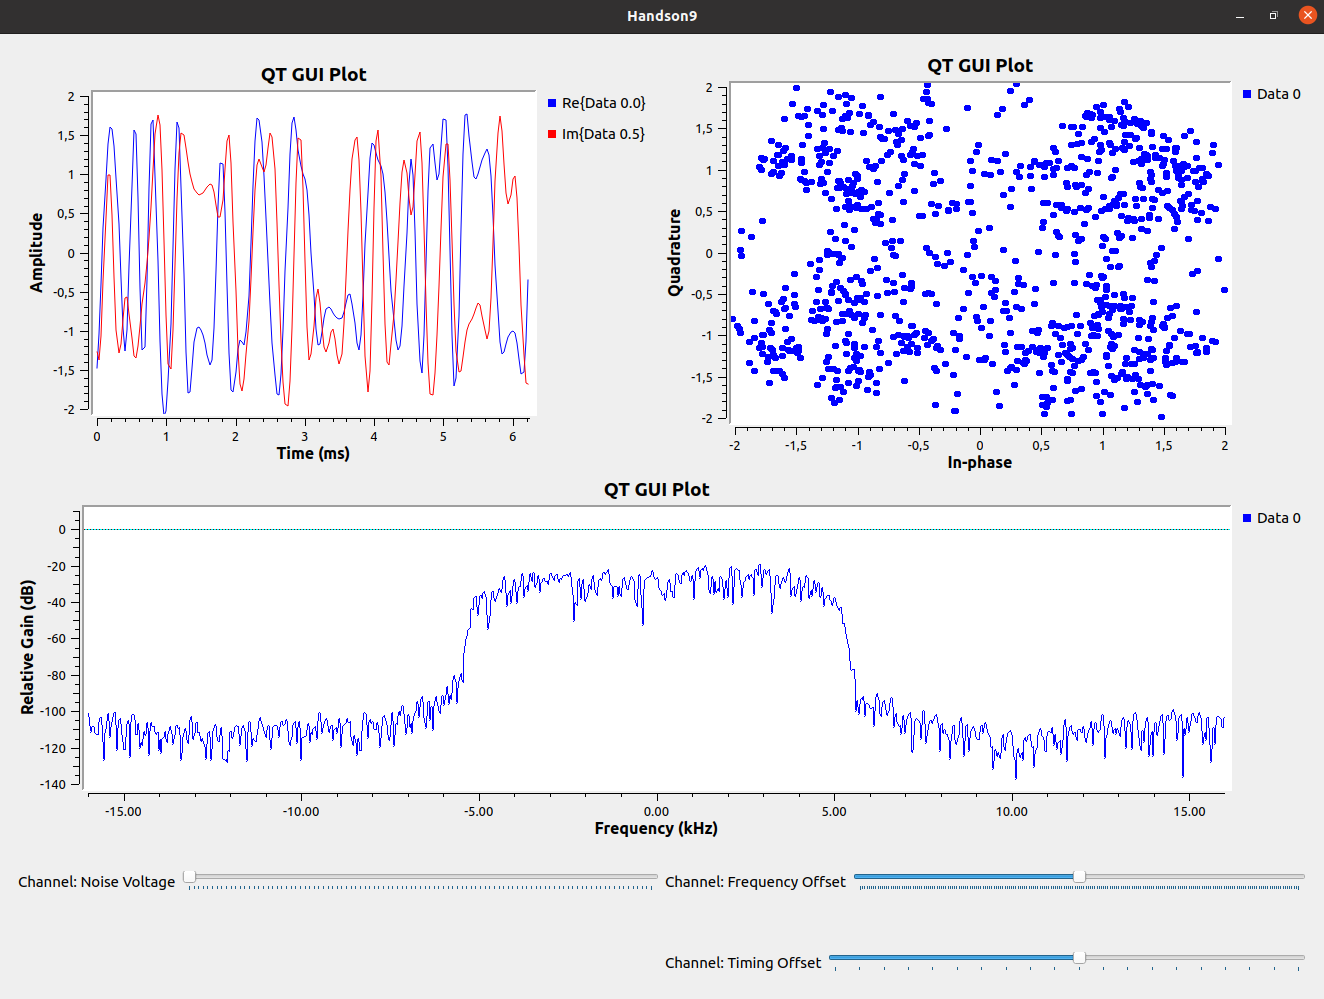 Handson9
QT GUI Plot
Re{Data 0.0}
Im{Data 0.5}
Amplitude
2
1,5
1
0,5
0
-0,5
-1
-1,5
-2
0 1 2 3 4 5 6
Time (ms)
QT GUI Plot
Data 0
Quadrature
2
1,5
1
0,5
0
-0,5
-1
-1,5
-2
-2 -1,5 -1 -0,5 0 0,5 1 1,5 2
In-phase
QT GUI Plot
Data 0
Relative Gain (dB)
0
-20
-40
-60
-80
-100
-120
-140
-15.00 -10.00 -5.00 0.00 5.00 10.00 15.00
Frequency (kHz)
Channel: Noise Voltage
Channel: Frequency Offset
Channel: Timing Offset